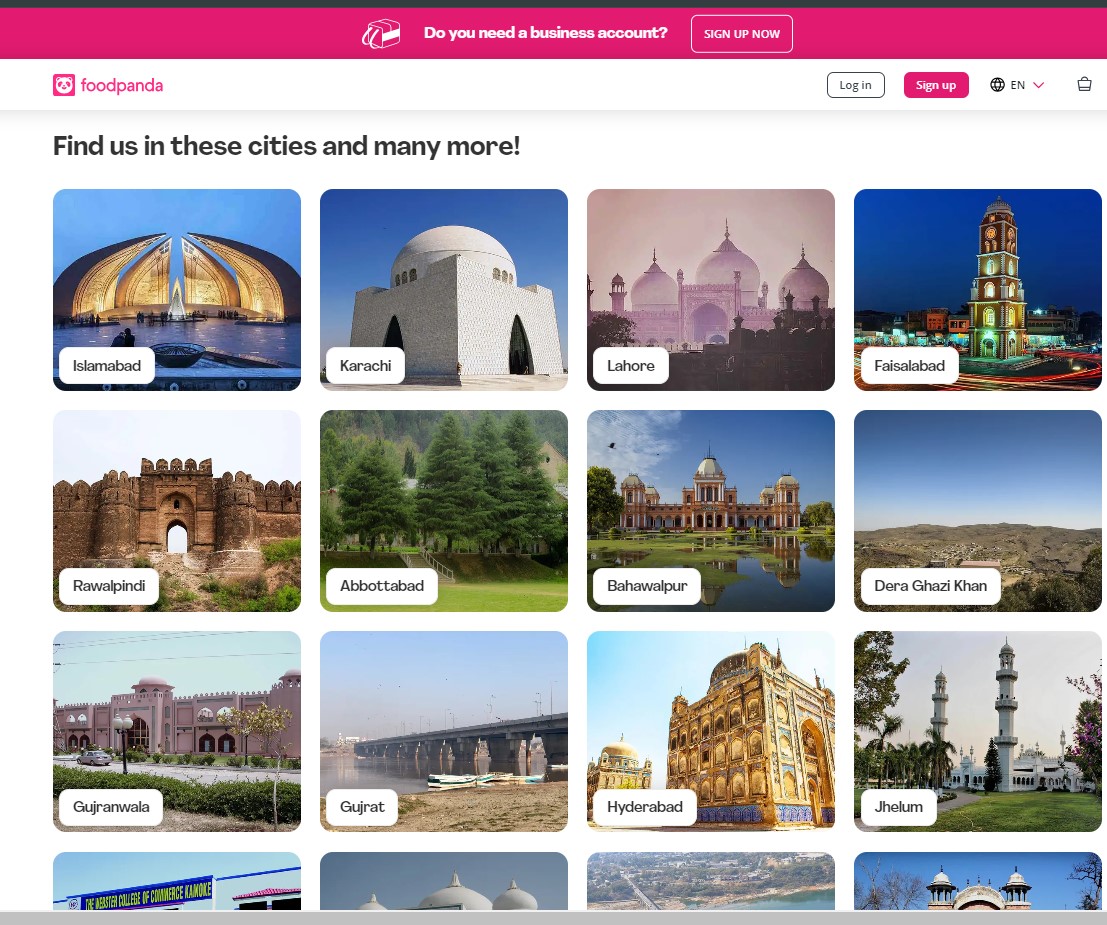 Do you need a business account?
SIGN UP NOW
foodpanda
Log in
Sign up
EN
Find us in these cities and many more!
Islamabad
Karachi
Lahore
Faisalabad
Rawalpindi
Abbottabad
Bahawalpur
Dera Ghazi Khan
Gujranwala
Gujrat
Hyderabad
Jhelum
THE WEBSTER COLLEGE OF COMMERCE KAMOKE